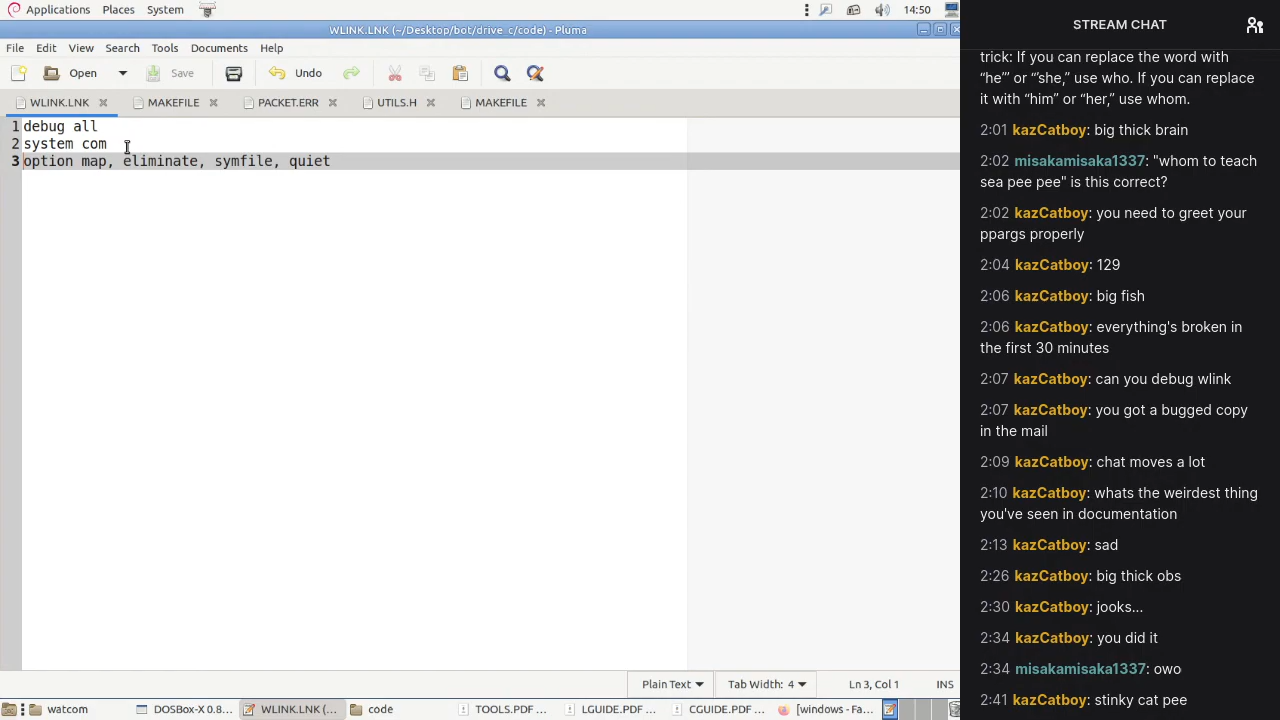 Applications Places System 14:50
WLINK.LNK (~/Desktop/bot/drive_c/code) - Pluma
File Edit View Search Tools Documents Help
Open Save Undo
WLINK.LNK MAKEFILE PACKET.ERR UTILS.H MAKEFILE
1 debug all
2 system com
3 option map, eliminate, symfile, quiet
Plain Text Tab Width: 4 Ln 3, Col 1 INS
watcom DOSBox-X 0.8... WLINK.LNK (... code TOOLS.PDF ... LGUIDE.PDF ... CGUIDE.PDF ... [windows - Fa...
STREAM CHAT
trick: If you can replace the word with
“he’” or “’she,” use who. If you can replace
it with “him” or “her,” use whom.
2:01 kazCatboy: big thick brain
2:02 misakamisaka1337: "whom to teach
sea pee pee" is this correct?
2:02 kazCatboy: you need to greet your
ppargs properly
2:04 kazCatboy: 129
2:06 kazCatboy: big fish
2:06 kazCatboy: everything's broken in
the first 30 minutes
2:07 kazCatboy: can you debug wlink
2:07 kazCatboy: you got a bugged copy
in the mail
2:09 kazCatboy: chat moves a lot
2:10 kazCatboy: whats the weirdest thing
you've seen in documentation
2:13 kazCatboy: sad
2:26 kazCatboy: big thick obs
2:30 kazCatboy: jooks...
2:34 kazCatboy: you did it
2:34 misakamisaka1337: owo
2:41 kazCatboy: stinky cat pee